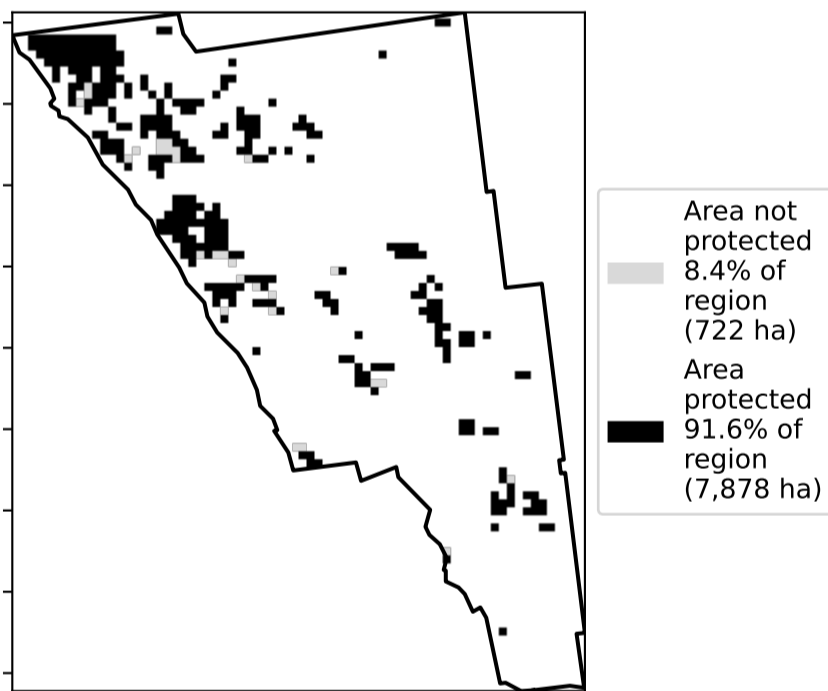 Area not
protected
8.4% of
region
(722 ha)
Area
protected
91.6% of
region
(7,878 ha)